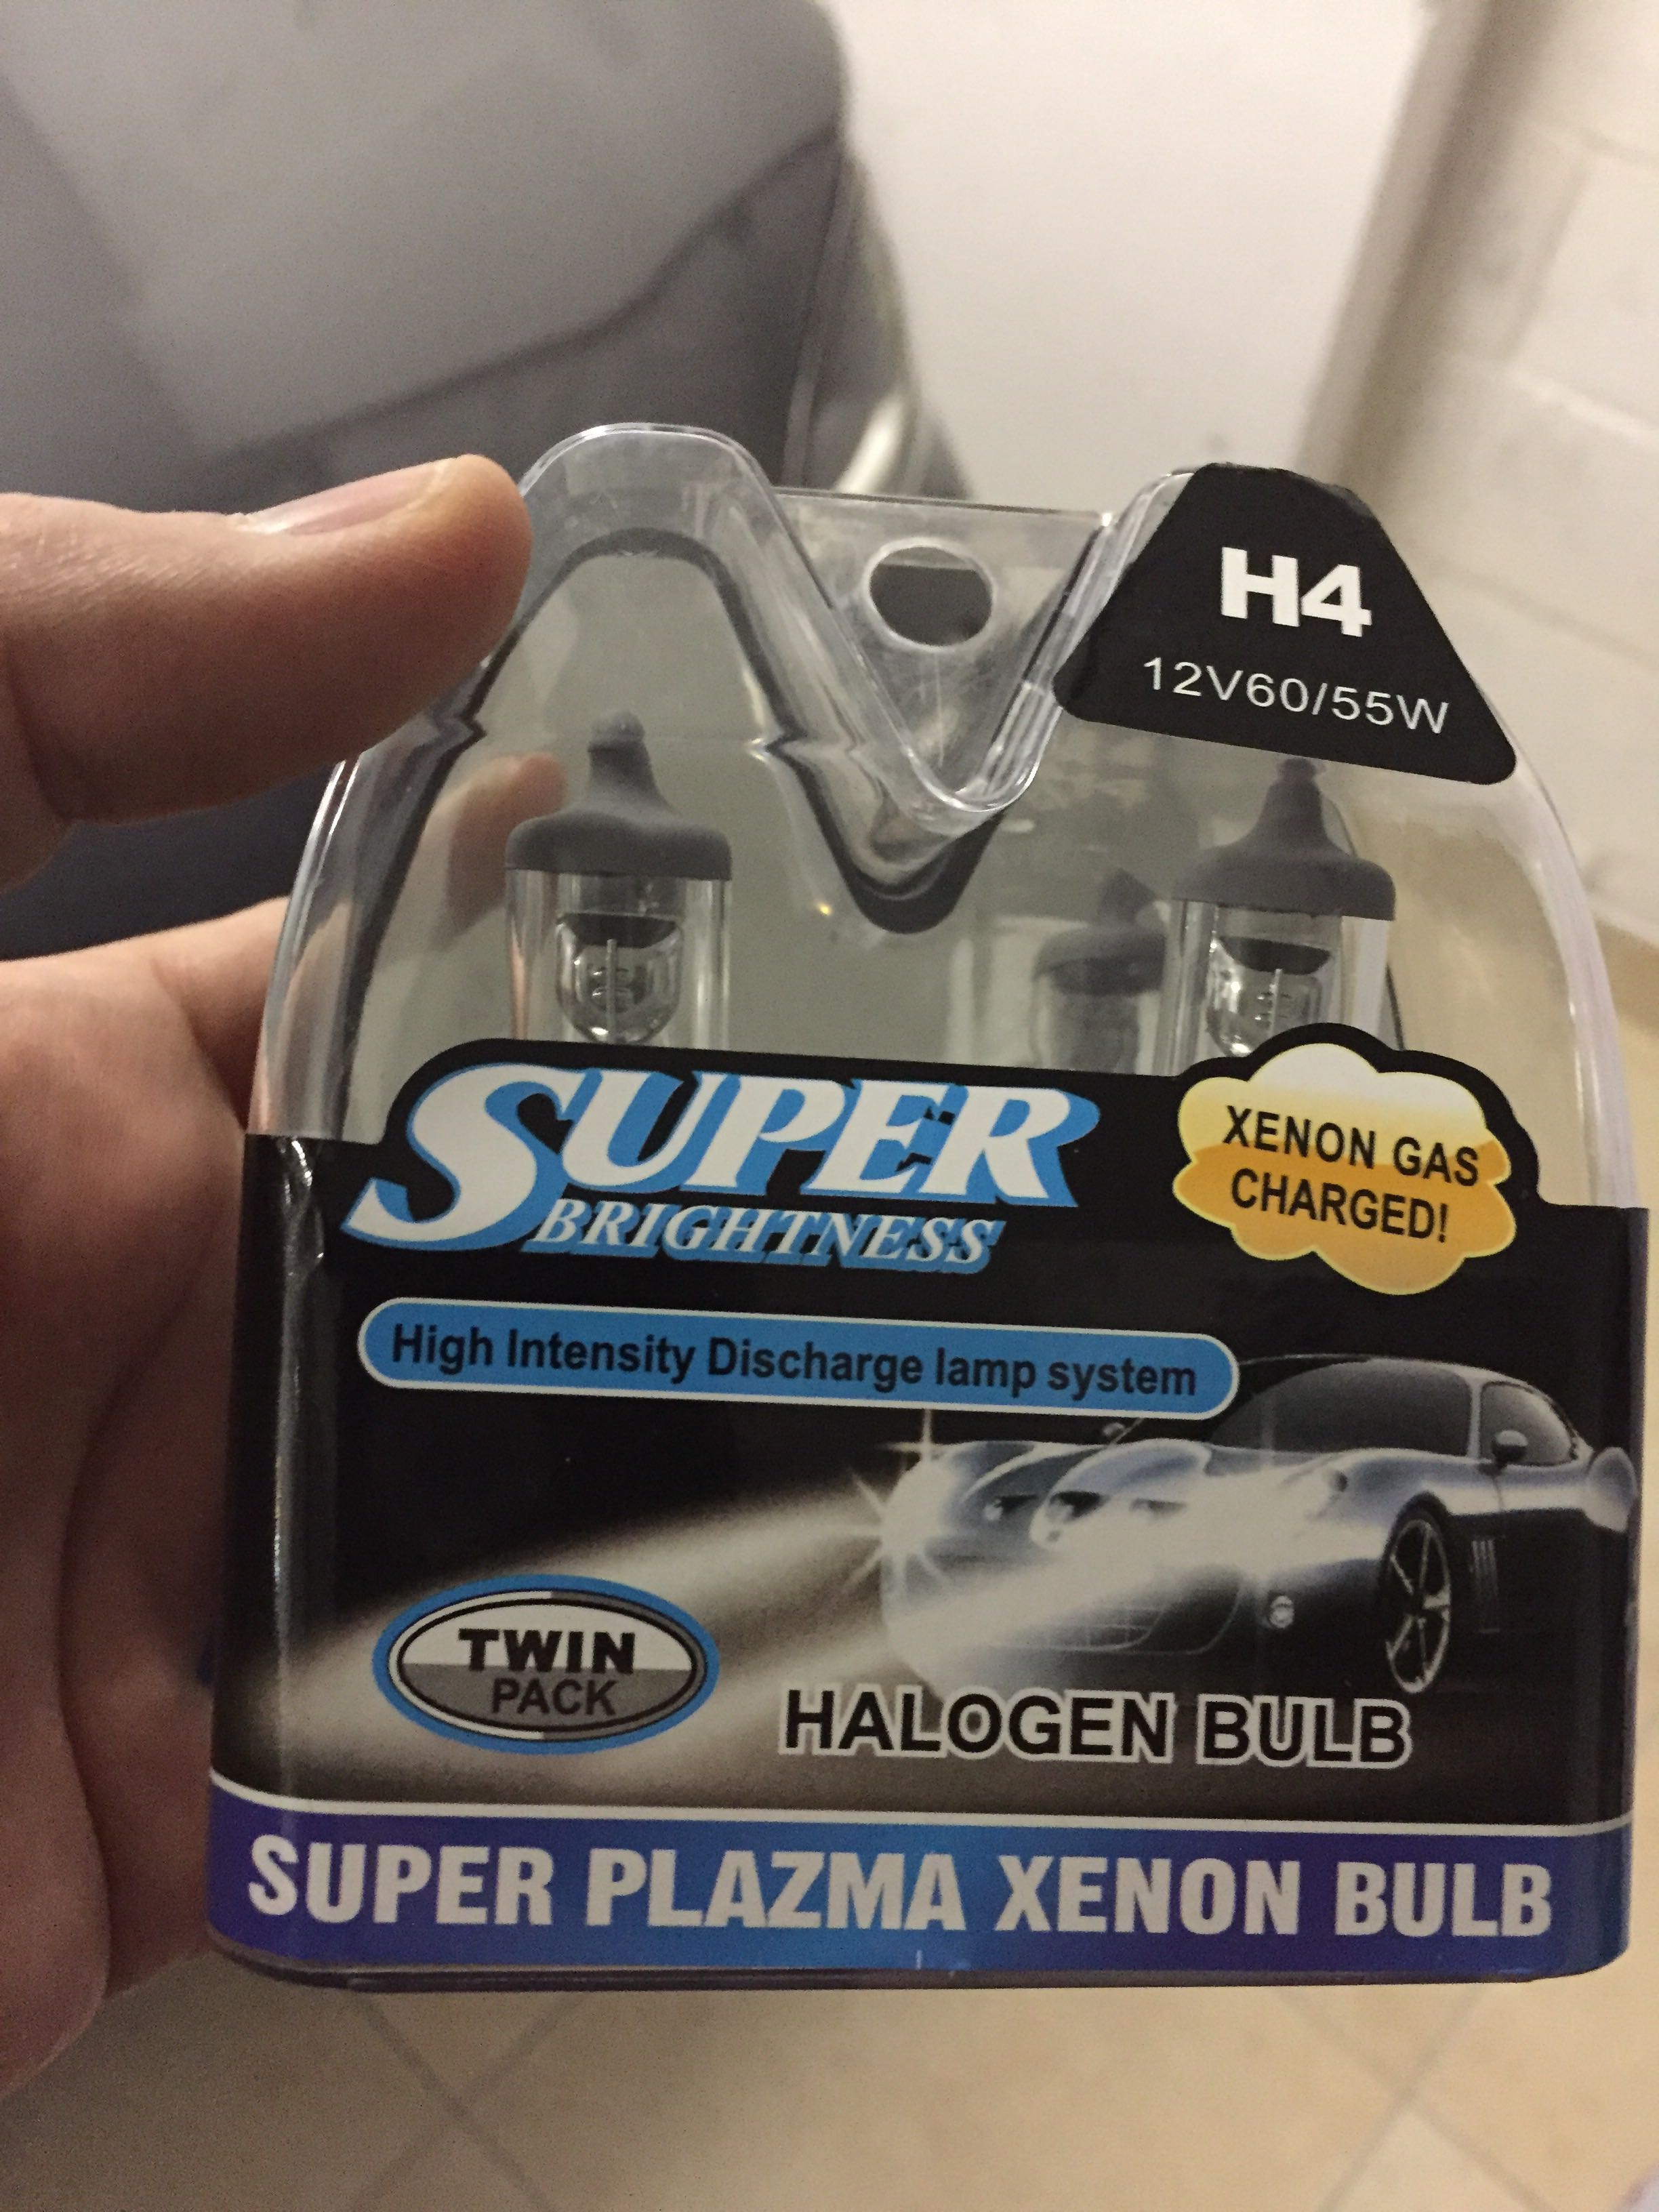 H4
12V60/55W
SUPER
BRIGHTNESS
XENON GAS
CHARGED!
High Intensity Discharge lamp system
TWIN
PACK
HALOGEN BULB
SUPER PLAZMA XENON BULB